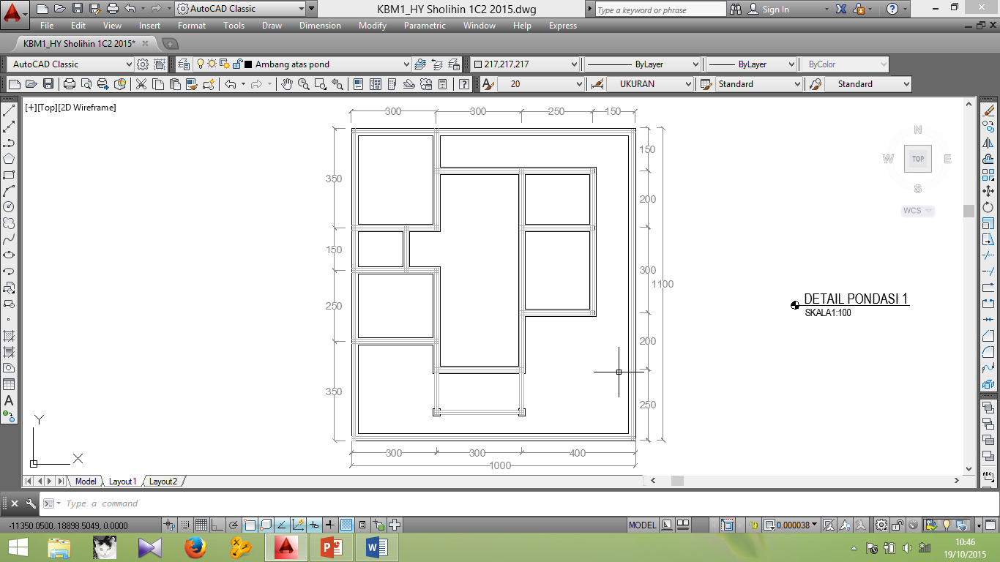 AutoCAD Classic
KBM1_HY Sholihin 1C2 2015.dwg
Type a keyword or phrase
Sign In
File Edit View Insert Format Tools Draw Dimension Modify Parametric Window Help Express
KBM1_HY Sholihin 1C2 2015*
AutoCAD Classic
Ambang atas pond
217,217,217
ByLayer
ByLayer
ByColor
20
UKURAN
Standard
Standard
[+][Top][2D Wireframe]
300 300 250 150
350
150
250
350
150
200
300
1100
200
250
300 300 400
1000
N
W TOP E
S
WCS
DETAIL PONDASI 1
SKALA1:100
Y
X
A
ABC
Model Layout1 Layout2
Type a command
-11350.0500, 18898.5049, 0.0000
MODEL
0.000038
10:46
19/10/2015